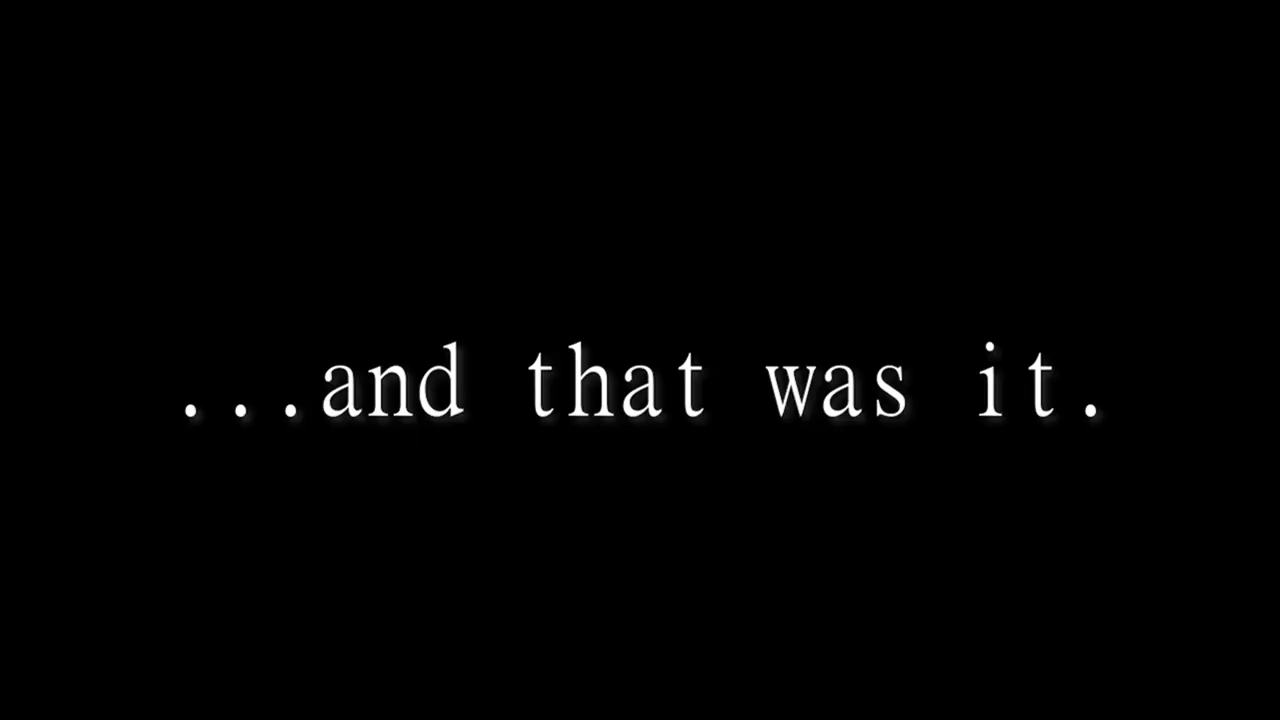 ...and that was it.